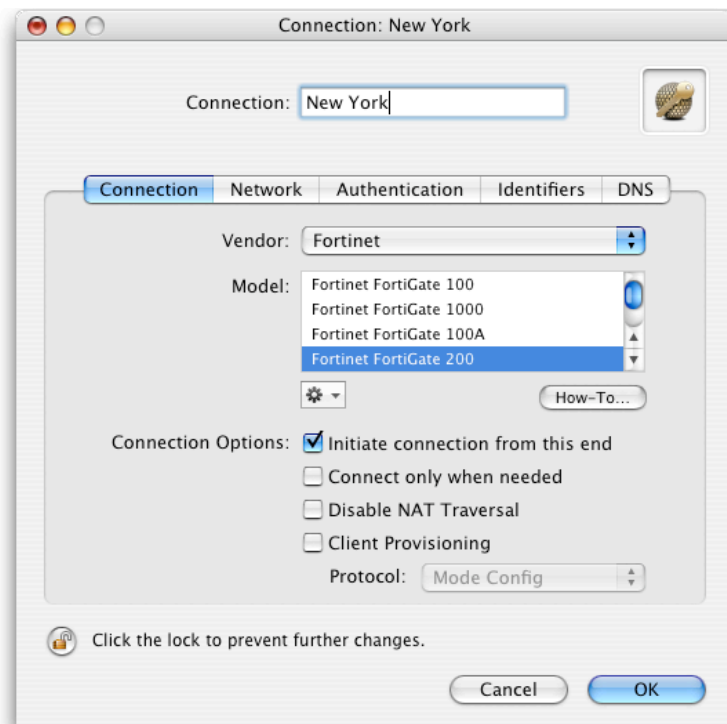 Connection: New York
Connection: New York
Connection Network Authentication Identifiers DNS
Vendor: Fortinet
Model: Fortinet FortiGate 100
Fortinet FortiGate 1000
Fortinet FortiGate 100A
Fortinet FortiGate 200
How-To...
Connection Options: Initiate connection from this end
Connect only when needed
Disable NAT Traversal
Client Provisioning
Protocol: Mode Config
Click the lock to prevent further changes.
Cancel OK